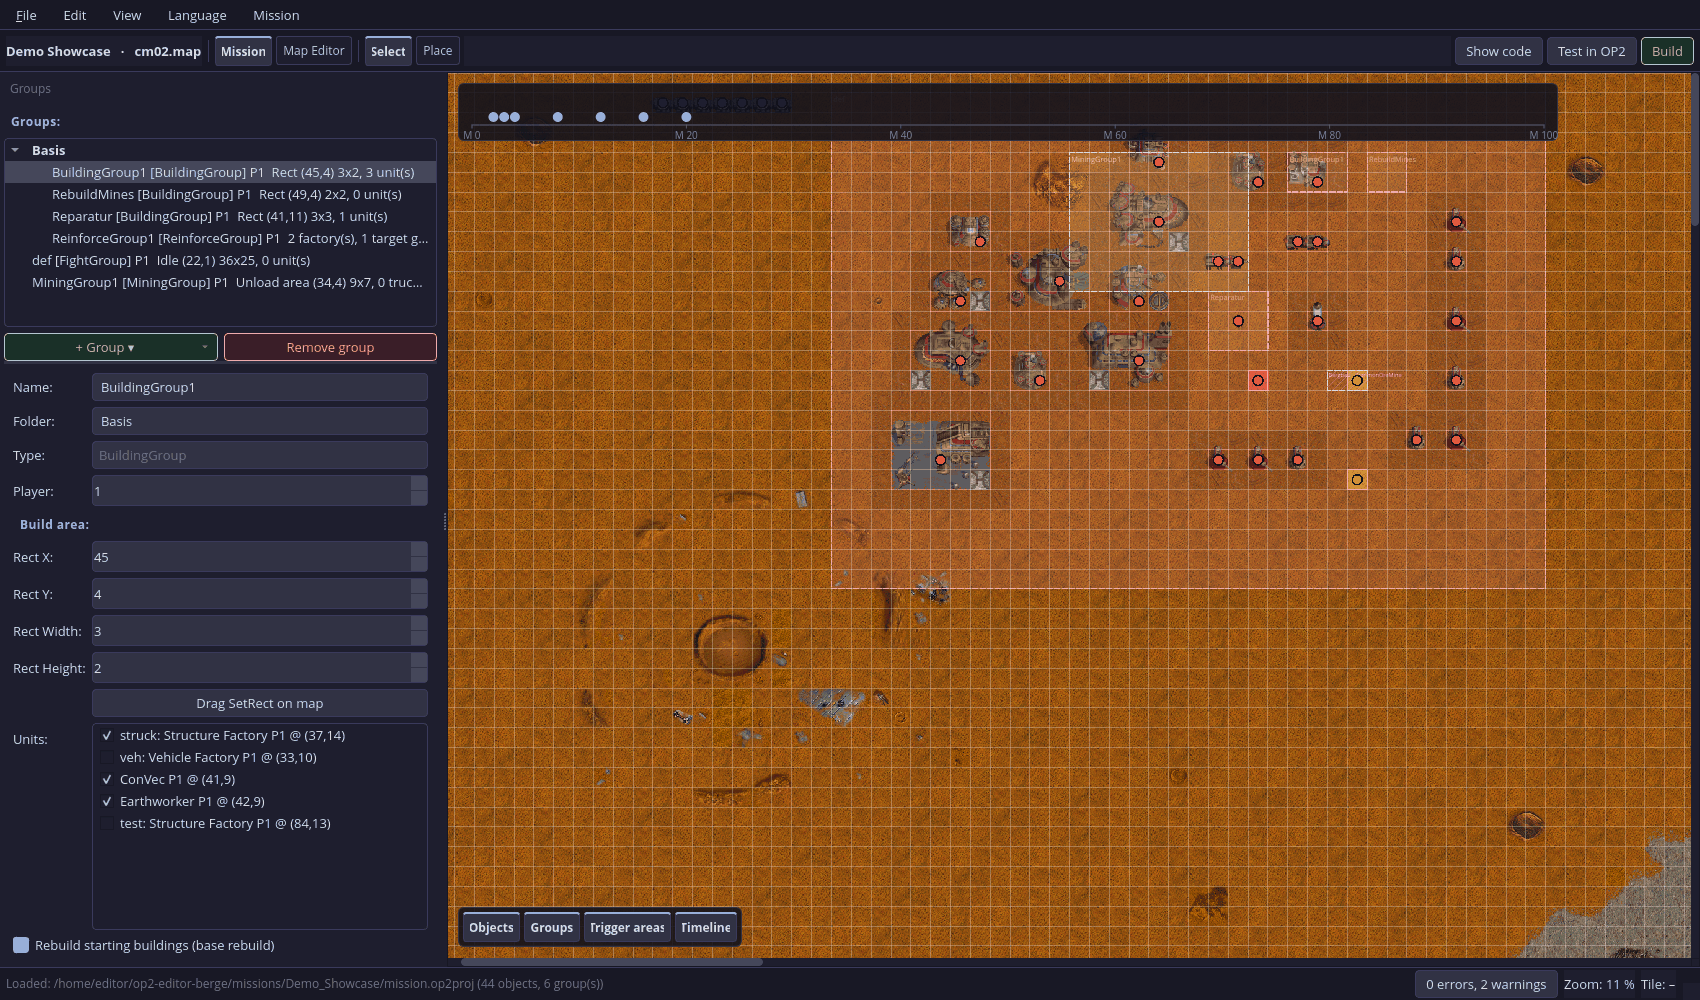 File Edit View Language Mission
Demo Showcase · cm02.map Mission Map Editor Select Place Show code Test in OP2 Build
Groups
Groups:
Basis
BuildingGroup1 [BuildingGroup] P1 Rect (45,4) 3x2, 3 unit(s)
RebuildMines [BuildingGroup] P1 Rect (49,4) 2x2, 0 unit(s)
Reparatur [BuildingGroup] P1 Rect (41,11) 3x3, 1 unit(s)
ReinforceGroup1 [ReinforceGroup] P1 2 factory(s), 1 target g...
def [FightGroup] P1 Idle (22,1) 36x25, 0 unit(s)
MiningGroup1 [MiningGroup] P1 Unload area (34,4) 9x7, 0 truc...
+ Group ▾ Remove group
Name: BuildingGroup1
Folder: Basis
Type: BuildingGroup
Player: 1
Build area:
Rect X: 45
Rect Y: 4
Rect Width: 3
Rect Height: 2
Drag SetRect on map
Units:
struck: Structure Factory P1 @ (37,14)
veh: Vehicle Factory P1 @ (33,10)
ConVec P1 @ (41,9)
Earthworker P1 @ (42,9)
test: Structure Factory P1 @ (84,13)
Rebuild starting buildings (base rebuild)
M 0 M 20 M 40 M 60 M 80 M 100
MiningGroup1 BuildingGroup1 RebuildMines
Reparatur
Objects Groups Trigger areas Timeline
Loaded: /home/editor/op2-editor-berge/missions/Demo_Showcase/mission.op2proj (44 objects, 6 group(s)) 0 errors, 2 warnings Zoom: 11 % Tile: –